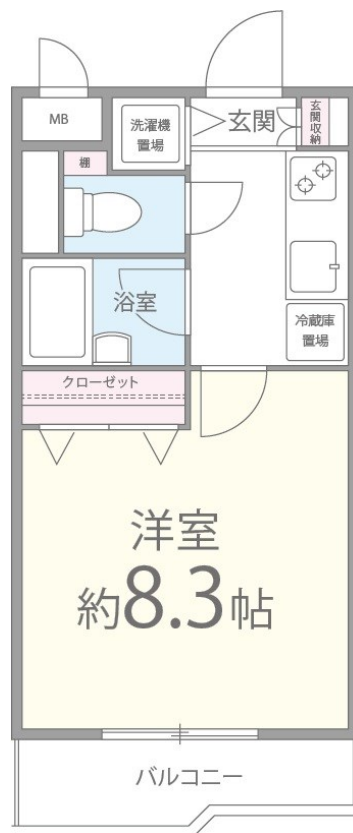 MB
洗濯機
置場
玄関
玄関収納
棚
浴室
冷蔵庫
置場
クローゼット
洋室
約8.3帖
バルコニー